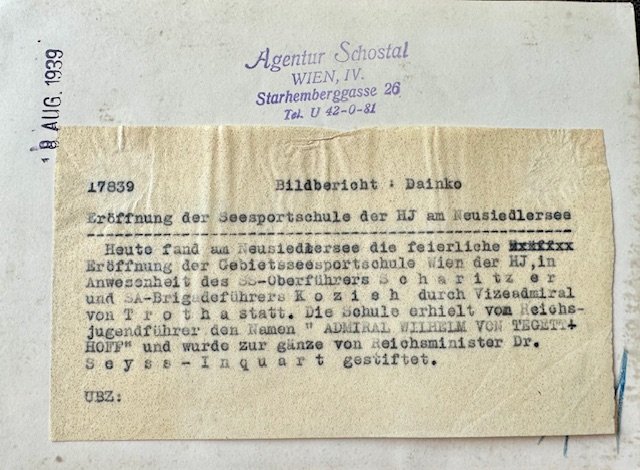 18 AUG. 1939
Agentur Schostal
WIEN, IV.
Starhemberggasse 26
Tel. U 42-0-81
17839 Bildbericht : Dainko
Eröffnung der Seesportschule der HJ am Neusiedlersee
Heute fand am Neusiedlersee die feierliche
Eröffnung der Gebietsseesportschule Wien der HJ,in
Anwesenheit des SS-Oberführers S c h a r i t z e r
und SA-Brigadeführers K o z i c h durch Vizeadmiral
von T r o t h a statt. Die Schule erhielt vom Reichs-
jugendführer den Namen " ADMIRAL WILHELM VON TEGETT+
HOFF" und wurde zur gänze von Reichsminister Dr.
S e y s s - I n q u a r t gestiftet.
UBZ: